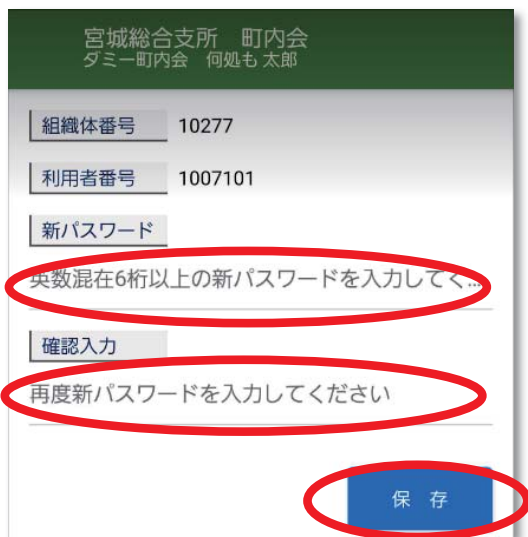 宮城総合支所　町内会
ダミー町内会　何処も太郎
組織体番号 10277
利用者番号 1007101
新パスワード
英数混在6桁以上の新パスワードを入力してく...
確認入力
再度新パスワードを入力してください
保 存